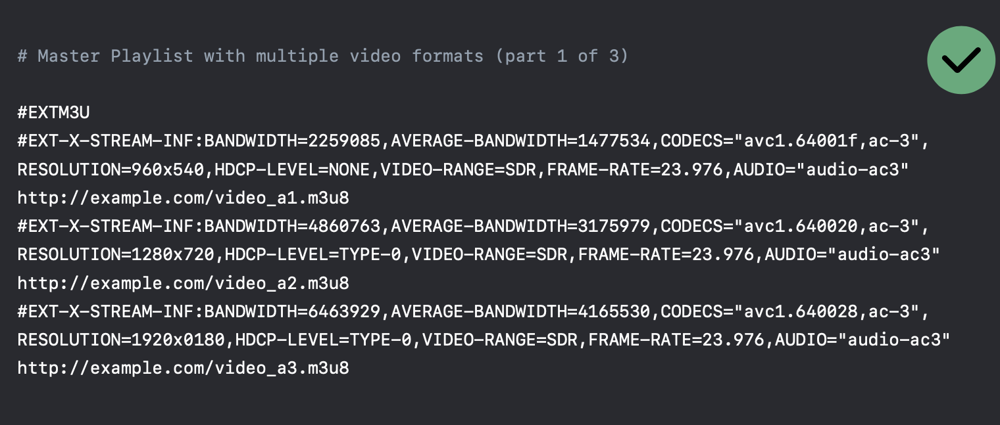 # Master Playlist with multiple video formats (part 1 of 3)
#EXTM3U
#EXT-X-STREAM-INF:BANDWIDTH=2259085,AVERAGE-BANDWIDTH=1477534,CODECS="avc1.64001f,ac-3",
RESOLUTION=960x540,HDCP-LEVEL=NONE,VIDEO-RANGE=SDR,FRAME-RATE=23.976,AUDIO="audio-ac3"
http://example.com/video_a1.m3u8
#EXT-X-STREAM-INF:BANDWIDTH=4860763,AVERAGE-BANDWIDTH=3175979,CODECS="avc1.640020,ac-3",
RESOLUTION=1280x720,HDCP-LEVEL=TYPE-0,VIDEO-RANGE=SDR,FRAME-RATE=23.976,AUDIO="audio-ac3"
http://example.com/video_a2.m3u8
#EXT-X-STREAM-INF:BANDWIDTH=6463929,AVERAGE-BANDWIDTH=4165530,CODECS="avc1.640028,ac-3",
RESOLUTION=1920x0180,HDCP-LEVEL=TYPE-0,VIDEO-RANGE=SDR,FRAME-RATE=23.976,AUDIO="audio-ac3"
http://example.com/video_a3.m3u8